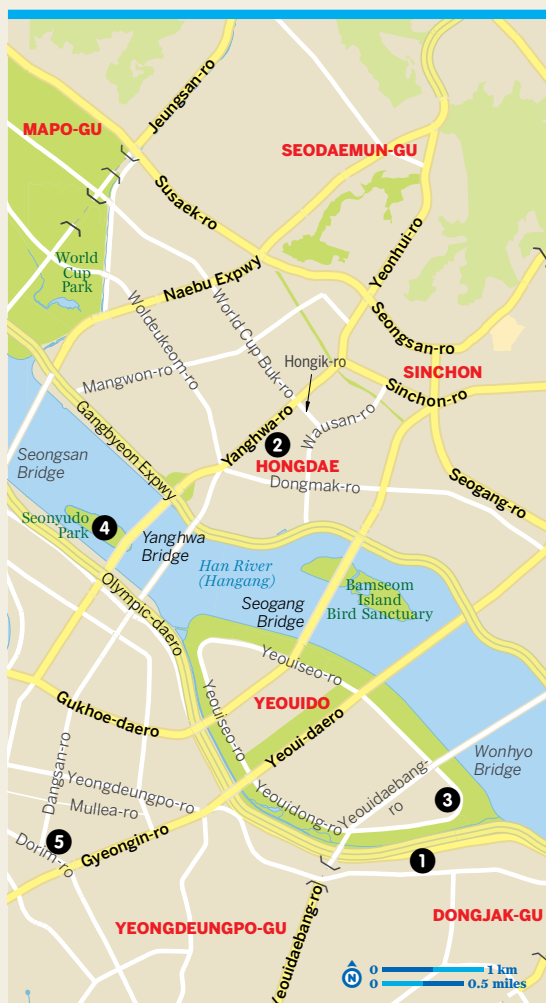 Jeungsan-ro
MAPO-GU
SEODAEMUN-GU
Susaek-ro
Yeonhui-ro
World
Cup
Park
Naebu Expwy
Woldeukeom-ro
World Cup Buk-ro
Seongsan-ro
Hongik-ro
SINCHON
Mangwon-ro
Sinchon-ro
Gangbyeon Expwy
Yanghwa-ro
Wausan-ro
2
HONGDAE
Seongsan
Bridge
Dongmak-ro
Seogang-ro
Seonyudo
Park
4
Yanghwa
Bridge
Han River
(Hangang)
Olympic-daero
Seogang
Bridge
Bamseom
Island
Bird Sanctuary
Yeouiseo-ro
YEOUIDO
Yeouiseo-ro
Gukhoe-daero
Yeoui-daero
Wonhyo
Bridge
Dangsan-ro
Yeongdeungpo-ro
Mullea-ro
Yeouidong-ro
Yeouidaebang-
ro
3
5
Dorim-ro
Gyeongin-ro
1
YEONGDEUNGPO-GU
Yeouidaebang-ro
DONGJAK-GU
N
0 1 km
0 0.5 miles